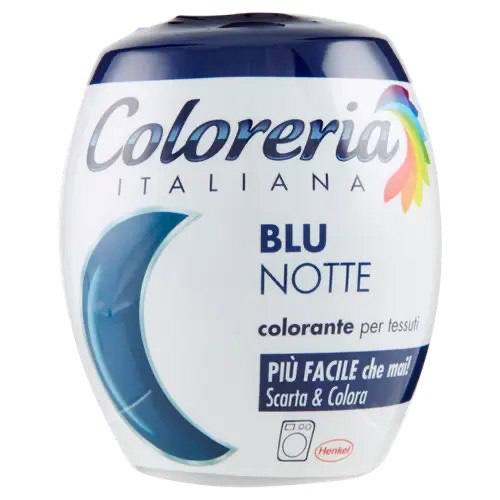 Coloreria
ITALIANA
BLU
NOTTE
colorante per tessuti
PIÙ FACILE che mai!
Scarta & Colora
Henkel